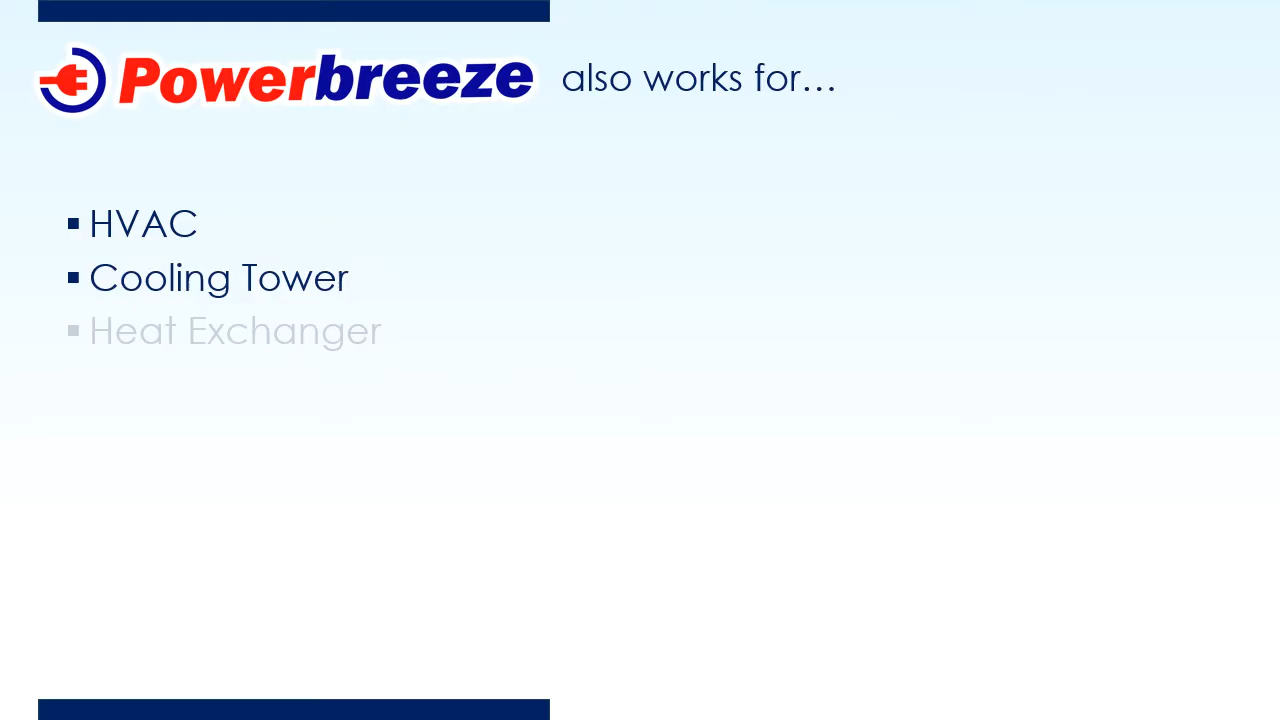 Powerbreeze also works for...
▪ HVAC
▪ Cooling Tower
▪ Heat Exchanger